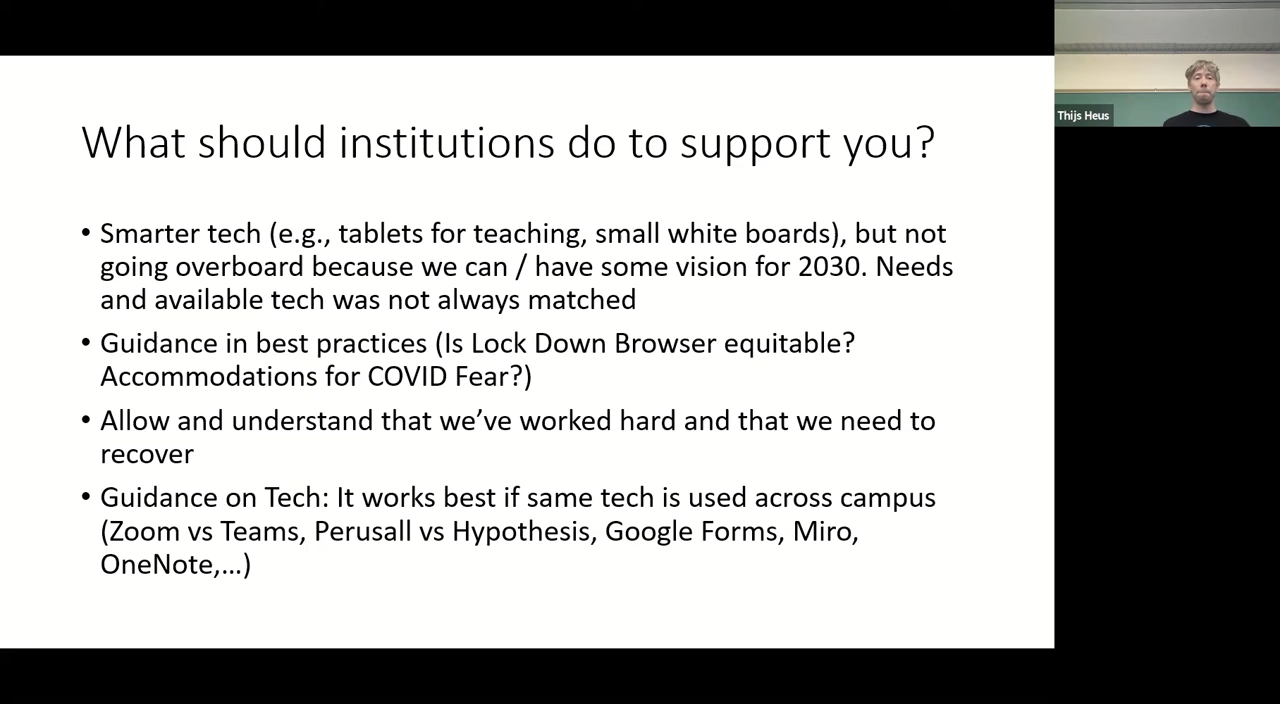 What should institutions do to support you?
• Smarter tech (e.g., tablets for teaching, small white boards), but not
going overboard because we can / have some vision for 2030. Needs
and available tech was not always matched
• Guidance in best practices (Is Lock Down Browser equitable?
Accommodations for COVID Fear?)
• Allow and understand that we’ve worked hard and that we need to
recover
• Guidance on Tech: It works best if same tech is used across campus
(Zoom vs Teams, Perusall vs Hypothesis, Google Forms, Miro,
OneNote,…)
Thijs Heus